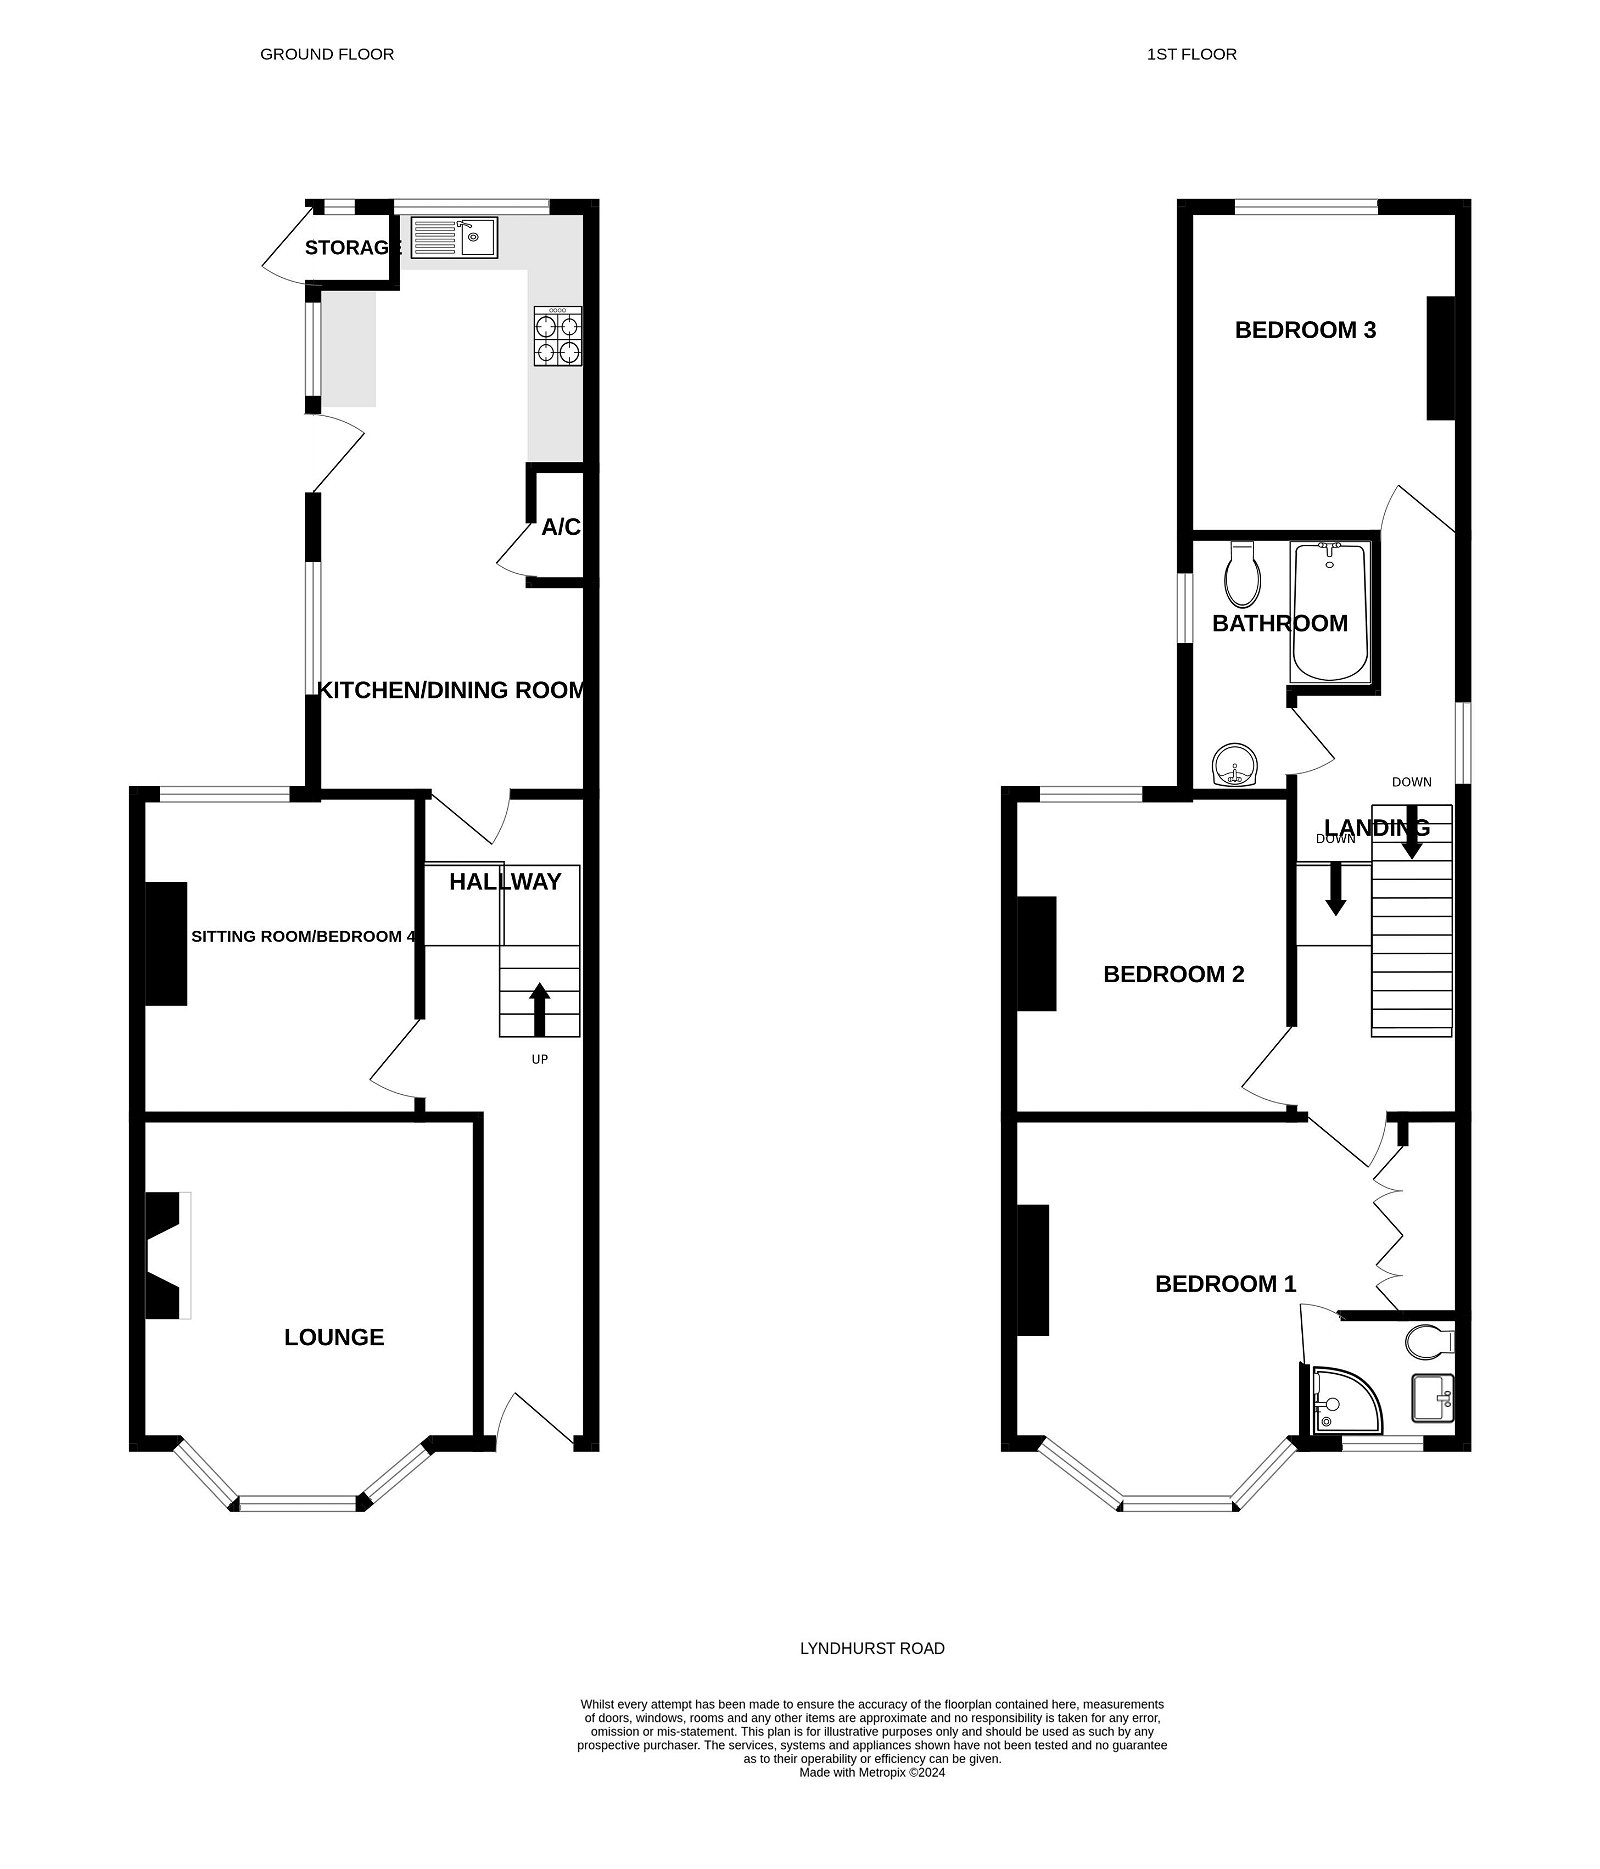 GROUND FLOOR
1ST FLOOR
STORAGE
A/C
KITCHEN/DINING ROOM
HALLWAY
SITTING ROOM/BEDROOM 4
UP
LOUNGE
BEDROOM 3
BATHROOM
DOWN
LANDING
DOWN
BEDROOM 2
BEDROOM 1
LYNDHURST ROAD
Whilst every attempt has been made to ensure the accuracy of the floorplan contained here, measurements
of doors, windows, rooms and any other items are approximate and no responsibility is taken for any error,
omission or mis-statement. This plan is for illustrative purposes only and should be used as such by any
prospective purchaser. The services, systems and appliances shown have not been tested and no guarantee
as to their operability or efficiency can be given.
Made with Metropix ©2024